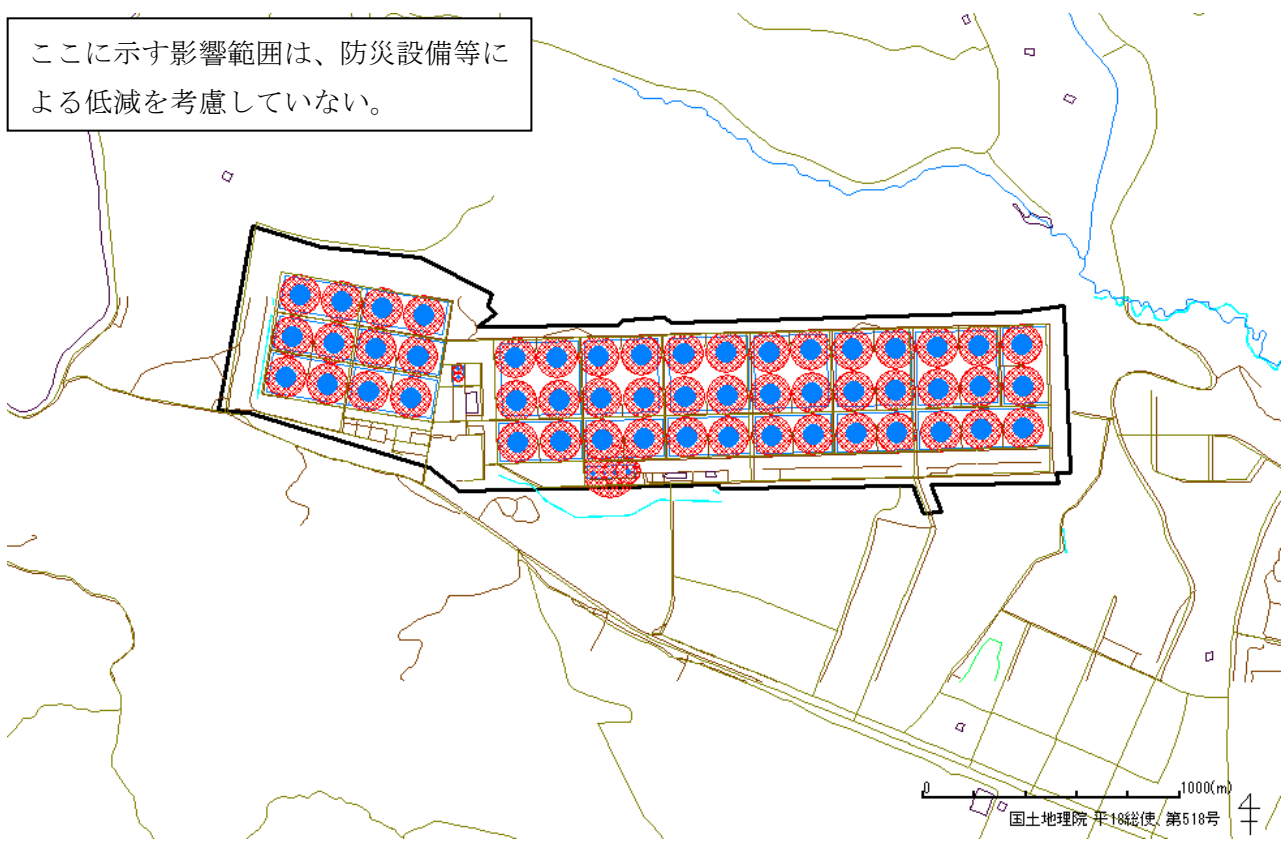 ここに示す影響範囲は、防災設備等に
よる低減を考慮していない。
0 1000(m)
国土地理院 平18総使、第518号